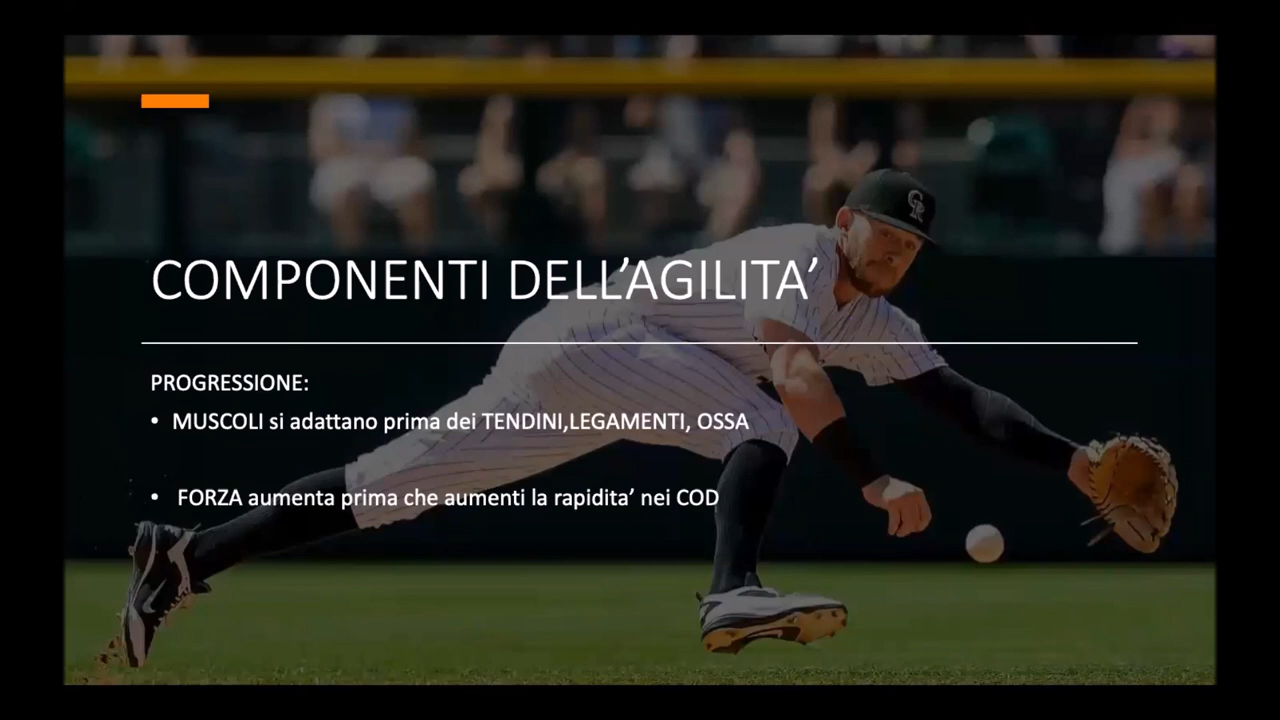 COMPONENTI DELL’AGILITA’
PROGRESSIONE:
• MUSCOLI si adattano prima dei TENDINI,LEGAMENTI, OSSA
• FORZA aumenta prima che aumenti la rapidita’ nei COD
CR